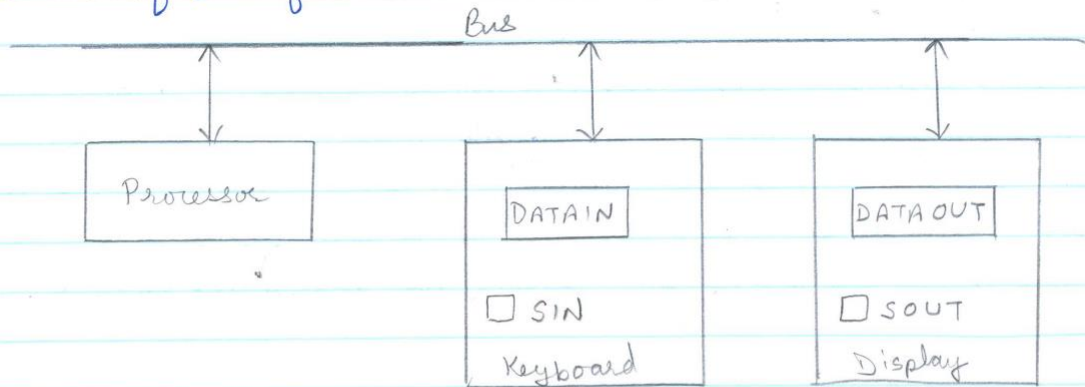 Bus
Processor
DATAIN
DATAOUT
SIN
SOUT
Keyboard
Display